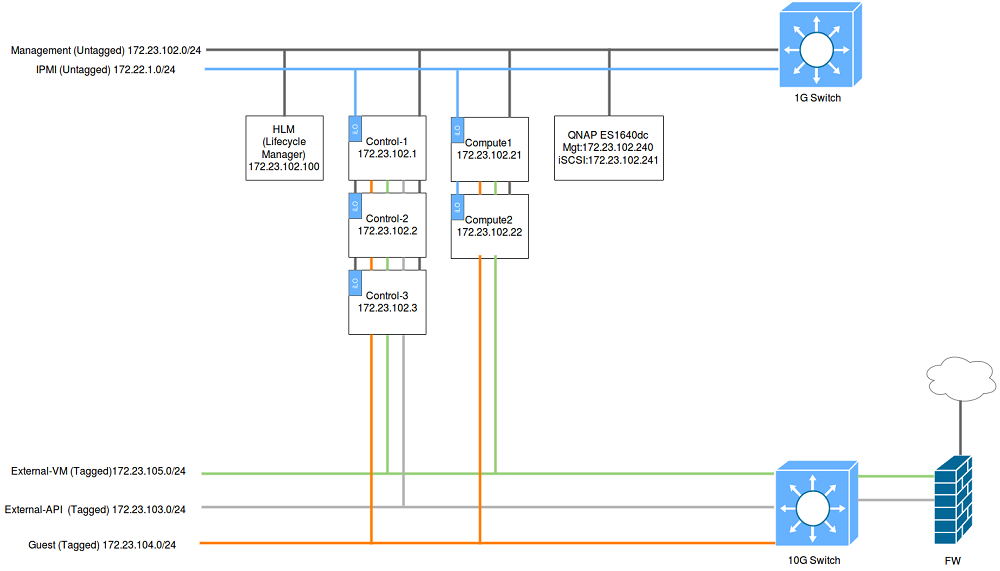 Management (Untagged) 172.23.102.0/24
IPMI (Untagged) 172.22.1.0/24
1G Switch
HLM
(Lifecycle
Manager)
172.23.102.100
iLO
Control-1
172.23.102.1
iLO
Compute1
172.23.102.21
QNAP ES1640dc
Mgt:172.23.102.240
iSCSI:172.23.102.241
iLO
Control-2
172.23.102.2
iLO
Compute2
172.23.102.22
iLO
Control-3
172.23.102.3
External-VM (Tagged)172.23.105.0/24
External-API (Tagged) 172.23.103.0/24
Guest (Tagged) 172.23.104.0/24
10G Switch
FW